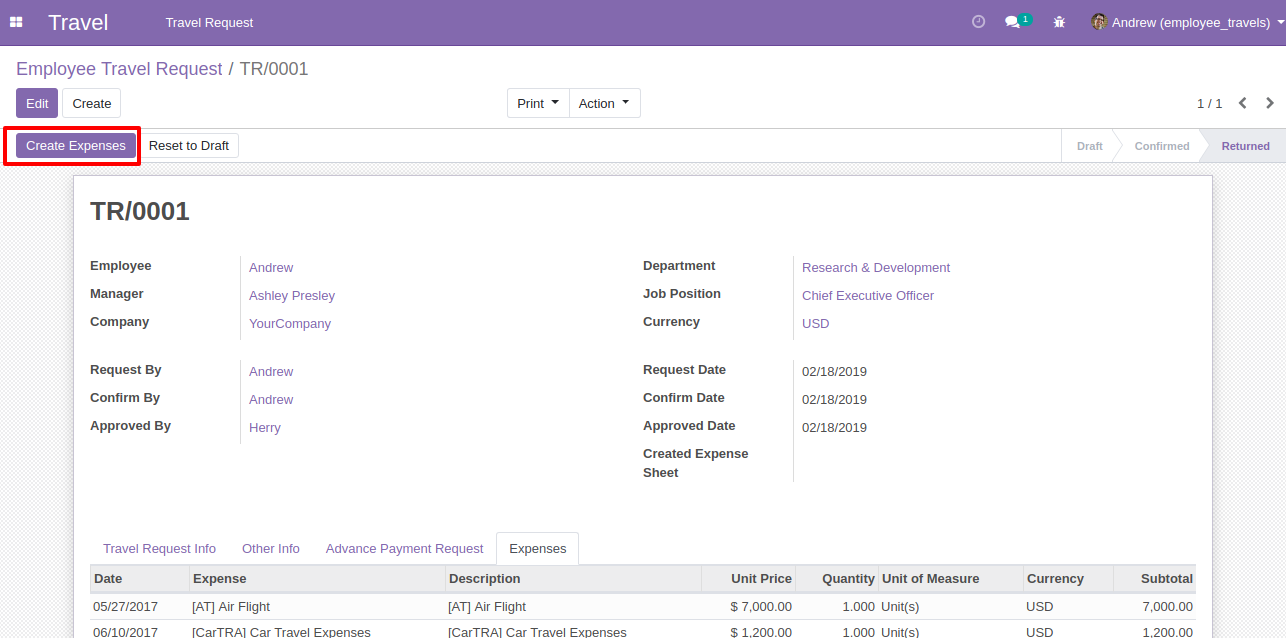 Travel Travel Request 1 Andrew (employee_travels)
Employee Travel Request / TR/0001
Edit Create Print Action 1 / 1
Create Expenses Reset to Draft Draft Confirmed Returned
TR/0001
Employee Andrew Department Research & Development
Manager Ashley Presley Job Position Chief Executive Officer
Company YourCompany Currency USD
Request By Andrew Request Date 02/18/2019
Confirm By Andrew Confirm Date 02/18/2019
Approved By Herry Approved Date 02/18/2019
Created Expense
Sheet
Travel Request Info Other Info Advance Payment Request Expenses
Date Expense Description Unit Price Quantity Unit of Measure Currency Subtotal
05/27/2017 [AT] Air Flight [AT] Air Flight $ 7,000.00 1.000 Unit(s) USD 7,000.00
06/10/2017 [CarTRA] Car Travel Expenses [CarTRA] Car Travel Expenses $ 1,200.00 1.000 Unit(s) USD 1,200.00